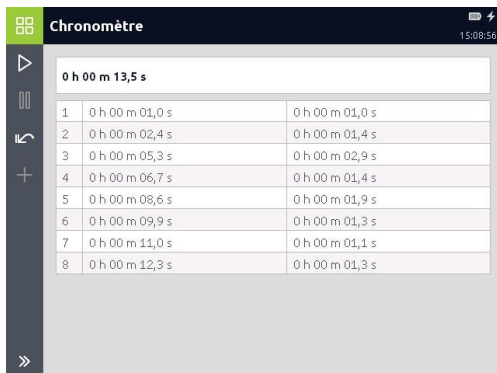 Chronomètre
15:08:56
0 h 00 m 13,5 s
1 0 h 00 m 01,0 s 0 h 00 m 01,0 s
2 0 h 00 m 02,4 s 0 h 00 m 01,4 s
3 0 h 00 m 05,3 s 0 h 00 m 02,9 s
4 0 h 00 m 06,7 s 0 h 00 m 01,4 s
5 0 h 00 m 08,6 s 0 h 00 m 01,9 s
6 0 h 00 m 09,9 s 0 h 00 m 01,3 s
7 0 h 00 m 11,0 s 0 h 00 m 01,1 s
8 0 h 00 m 12,3 s 0 h 00 m 01,3 s